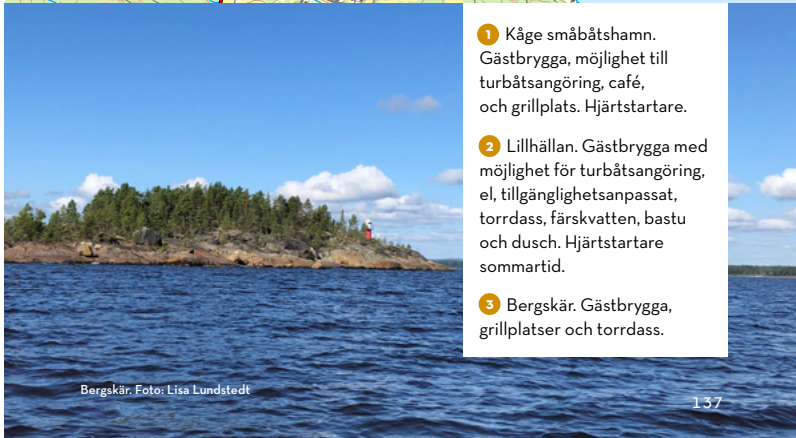 1 Kåge småbåtshamn.
Gästbrygga, möjlighet till
turbåtsangöring, café,
och grillplats. Hjärtstartare.
2 Lillhällan. Gästbrygga med
möjlighet för turbåtsangöring,
el, tillgänglighetsanpassat,
torrdass, färskvatten, bastu
och dusch. Hjärtstartare
sommartid.
3 Bergskär. Gästbrygga,
grillplatser och torrdass.
Bergskär. Foto: Lisa Lundstedt
137